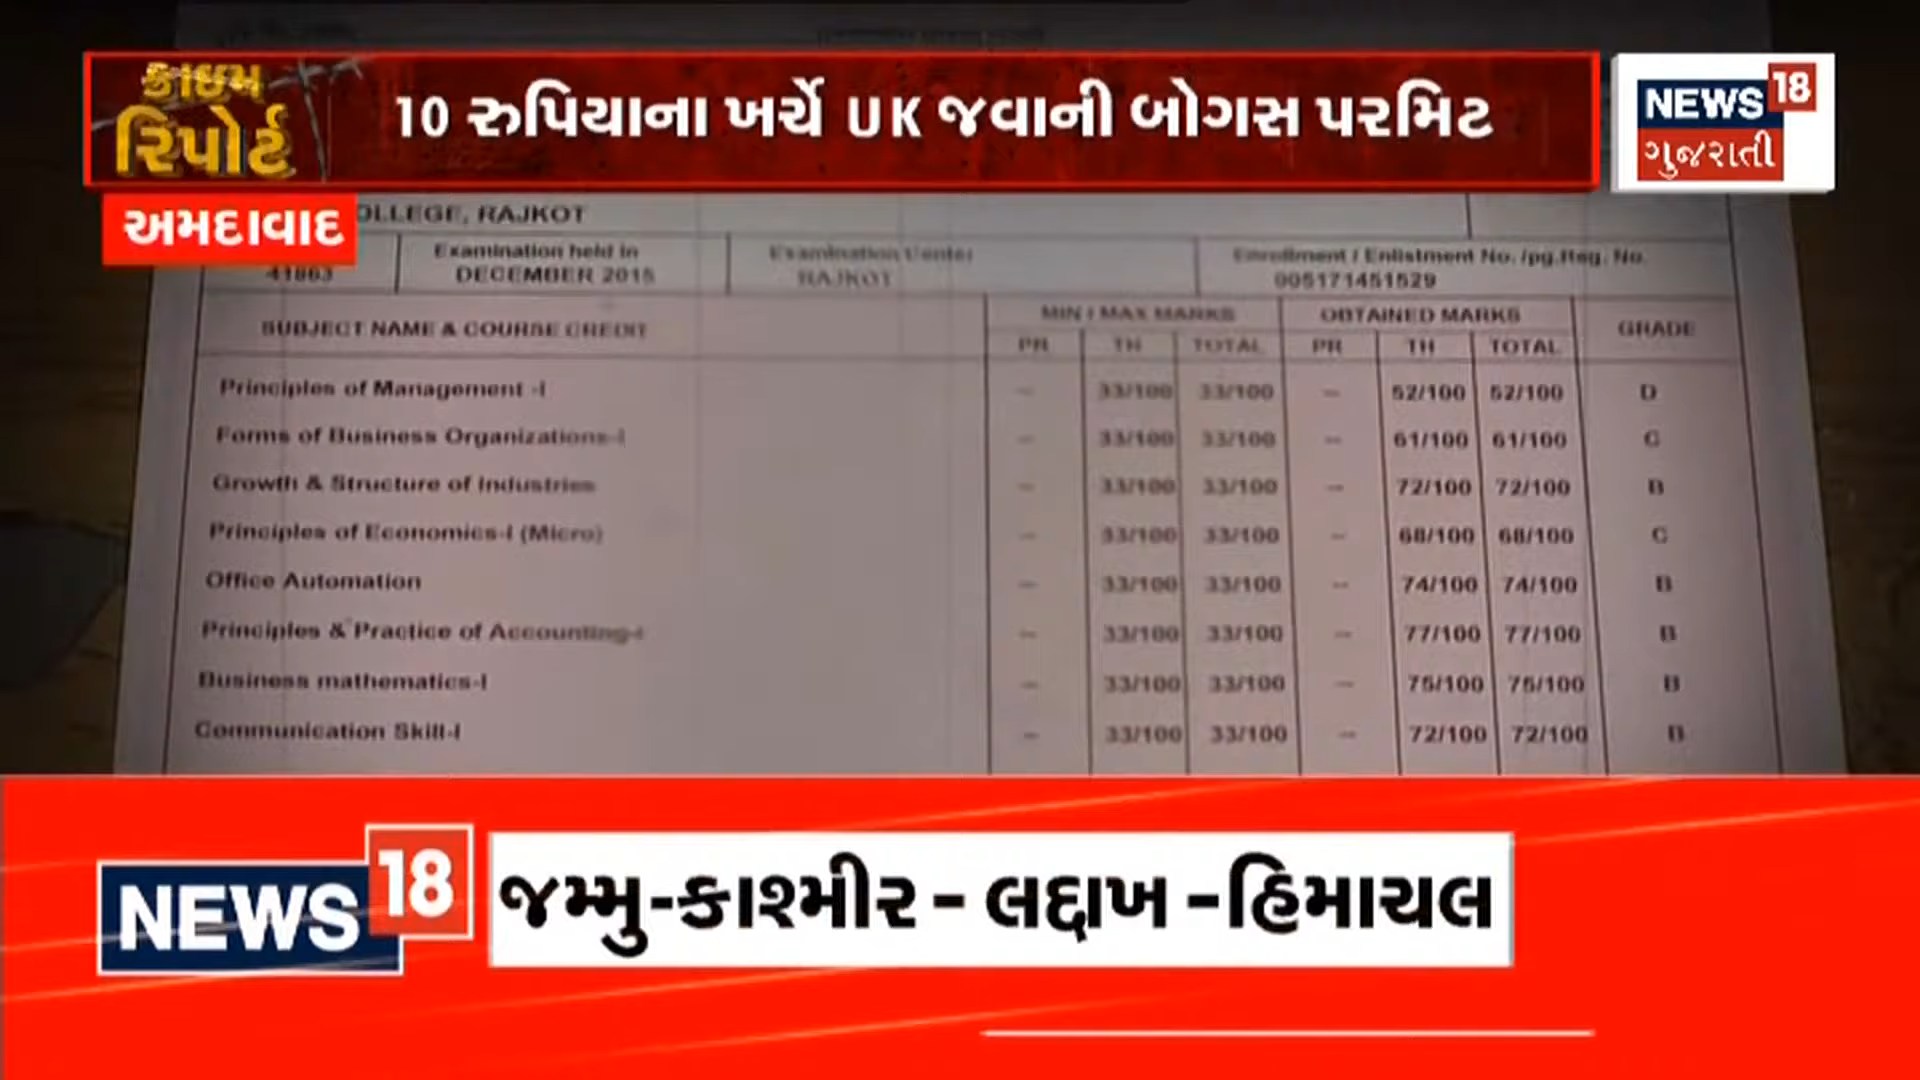 ક્રાઇમ
રિપોર્ટ
10 રુપિયાના ખર્ચે UK જવાની બોગસ પરમિટ
NEWS 18
ગુજરાતી
અમદાવાદ
OLLEGE, RAJKOT
Examination held in
Examination Center
Enrollment / Enlistment No. /pg.Reg. No.
41863
DECEMBER 2015
RAJKOT
005171451529
SUBJECT NAME & COURSE CREDIT
MIN / MAX MARKS
OBTAINED MARKS
GRADE
PR TH TOTAL PR TH TOTAL
Principles of Management -I -- 33/100 33/100 -- 52/100 52/100 D
Forms of Business Organizations-I -- 33/100 33/100 -- 61/100 61/100 C
Growth & Structure of Industries -- 33/100 33/100 -- 72/100 72/100 B
Principles of Economics-I (Micro) -- 33/100 33/100 -- 68/100 68/100 C
Office Automation -- 33/100 33/100 -- 74/100 74/100 B
Principles & Practice of Accounting-I -- 33/100 33/100 -- 77/100 77/100 B
Business mathematics-I -- 33/100 33/100 -- 75/100 75/100 B
Communication Skill-I -- 33/100 33/100 -- 72/100 72/100 B
NEWS 18
જમ્મુ-કાશ્મીર - લદ્દાખ -હિમાચલ